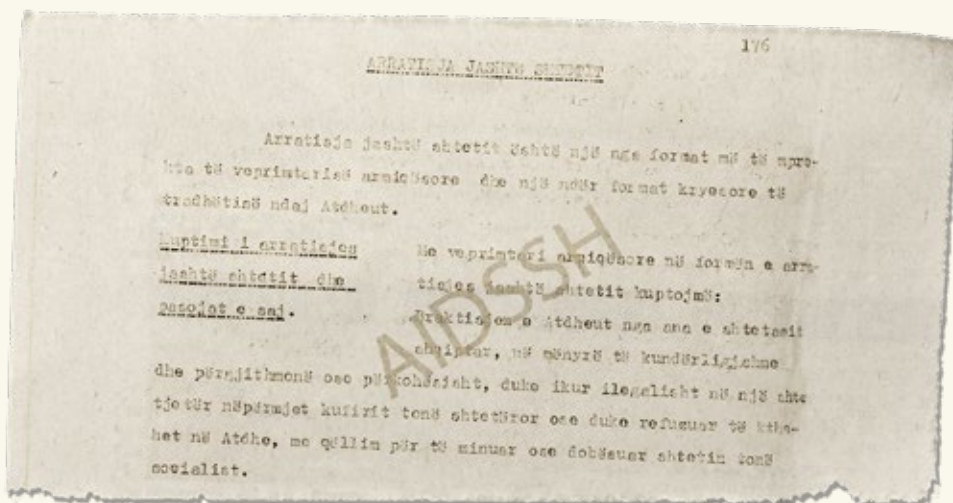 176
ARRATISJA JASHTË SHTETIT
Arratisja jashtë shtetit është një nga format më të mpre-
hta të veprimtarisë armiqësore dhe një ndër format kryesore të
tradhëtisë ndaj Atdheut.
Kuptimi i arratisjes
jashtë shtetit dhe
pasojat e saj.
Me veprimtari armiqësore në formën e arra-
tisjes jashtë shtetit kuptojmë:
Braktisjen e Atdheut nga ana e shtetasit
shqiptar, në mënyrë të kundërligjshme
dhe përgjithmonë ose përkohësisht, duke ikur ilegalisht në një shte
tjetër nëpërmjet kufirit tonë shtetëror ose duke refuzuar të kthe-
het në Atdhe, me qëllim për të minuar ose dobësuar shtetin tonë
socialist.
AIDSSH